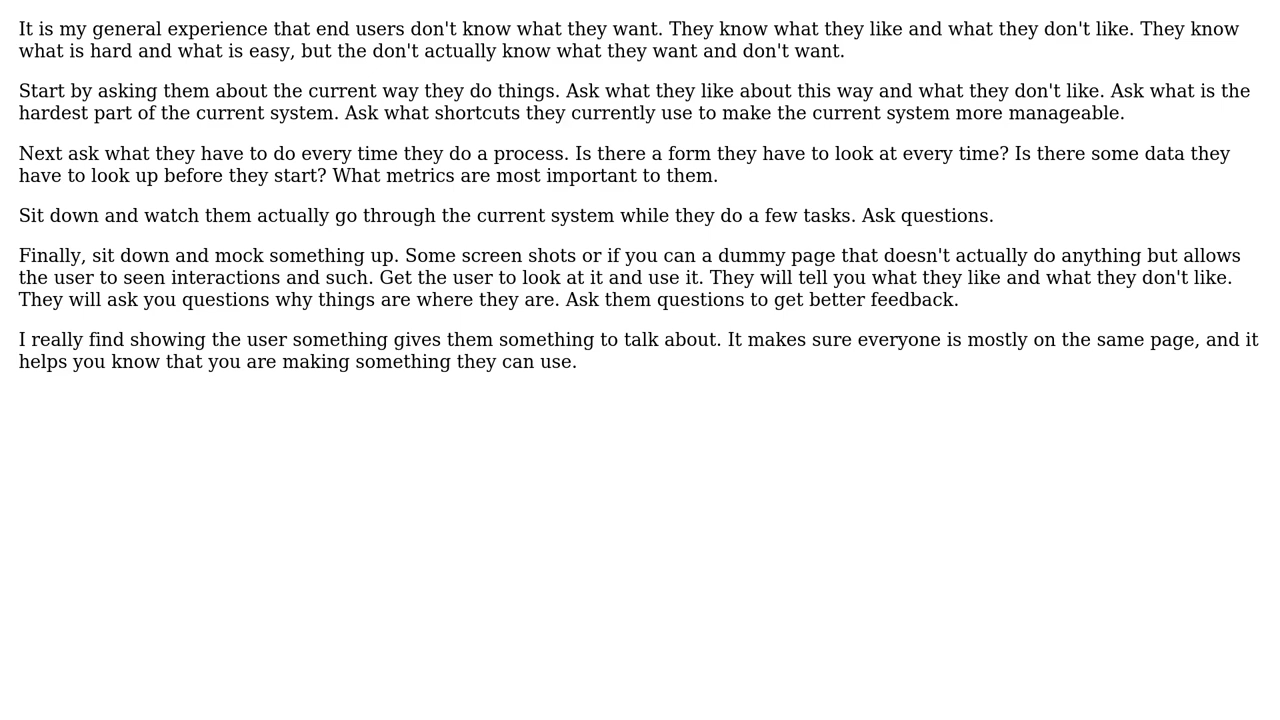 It is my general experience that end users don't know what they want. They know what they like and what they don't like. They know
what is hard and what is easy, but the don't actually know what they want and don't want.
Start by asking them about the current way they do things. Ask what they like about this way and what they don't like. Ask what is the
hardest part of the current system. Ask what shortcuts they currently use to make the current system more manageable.
Next ask what they have to do every time they do a process. Is there a form they have to look at every time? Is there some data they
have to look up before they start? What metrics are most important to them.
Sit down and watch them actually go through the current system while they do a few tasks. Ask questions.
Finally, sit down and mock something up. Some screen shots or if you can a dummy page that doesn't actually do anything but allows
the user to seen interactions and such. Get the user to look at it and use it. They will tell you what they like and what they don't like.
They will ask you questions why things are where they are. Ask them questions to get better feedback.
I really find showing the user something gives them something to talk about. It makes sure everyone is mostly on the same page, and it
helps you know that you are making something they can use.